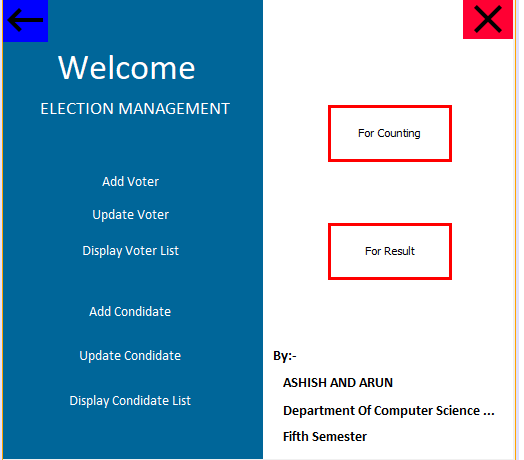 Welcome
ELECTION MANAGEMENT
Add Voter
Update Voter
Display Voter List
Add Condidate
Update Condidate
Display Condidate List
For Counting
For Result
By:-
ASHISH AND ARUN
Department Of Computer Science ...
Fifth Semester